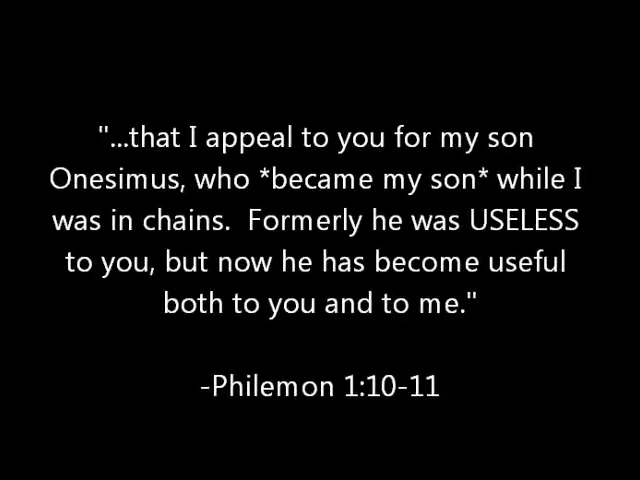 "...that I appeal to you for my son
Onesimus, who *became my son* while I
was in chains.  Formerly he was USELESS
to you, but now he has become useful
both to you and to me."
-Philemon 1:10-11